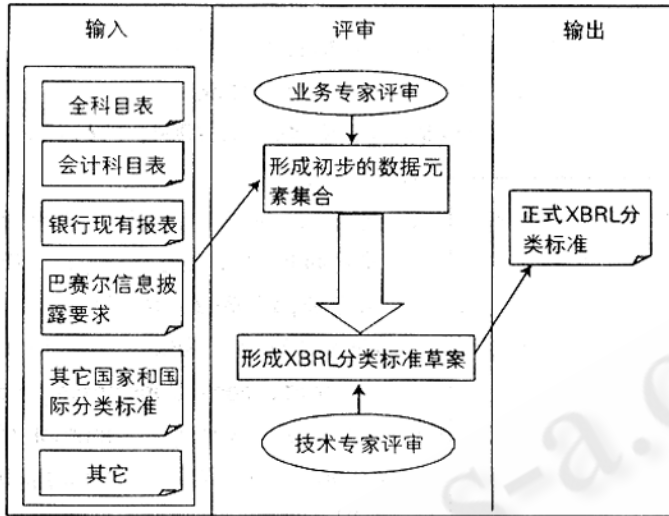 输入
评审
输出
全科目表
会计科目表
银行现有报表
巴赛尔信息披
露要求
其它国家和国
际分类标准
其它
业务专家评审
形成初步的数据元
素集合
形成XBRL分类标准草案
技术专家评审
正式XBRL分
类标准
s-a.o